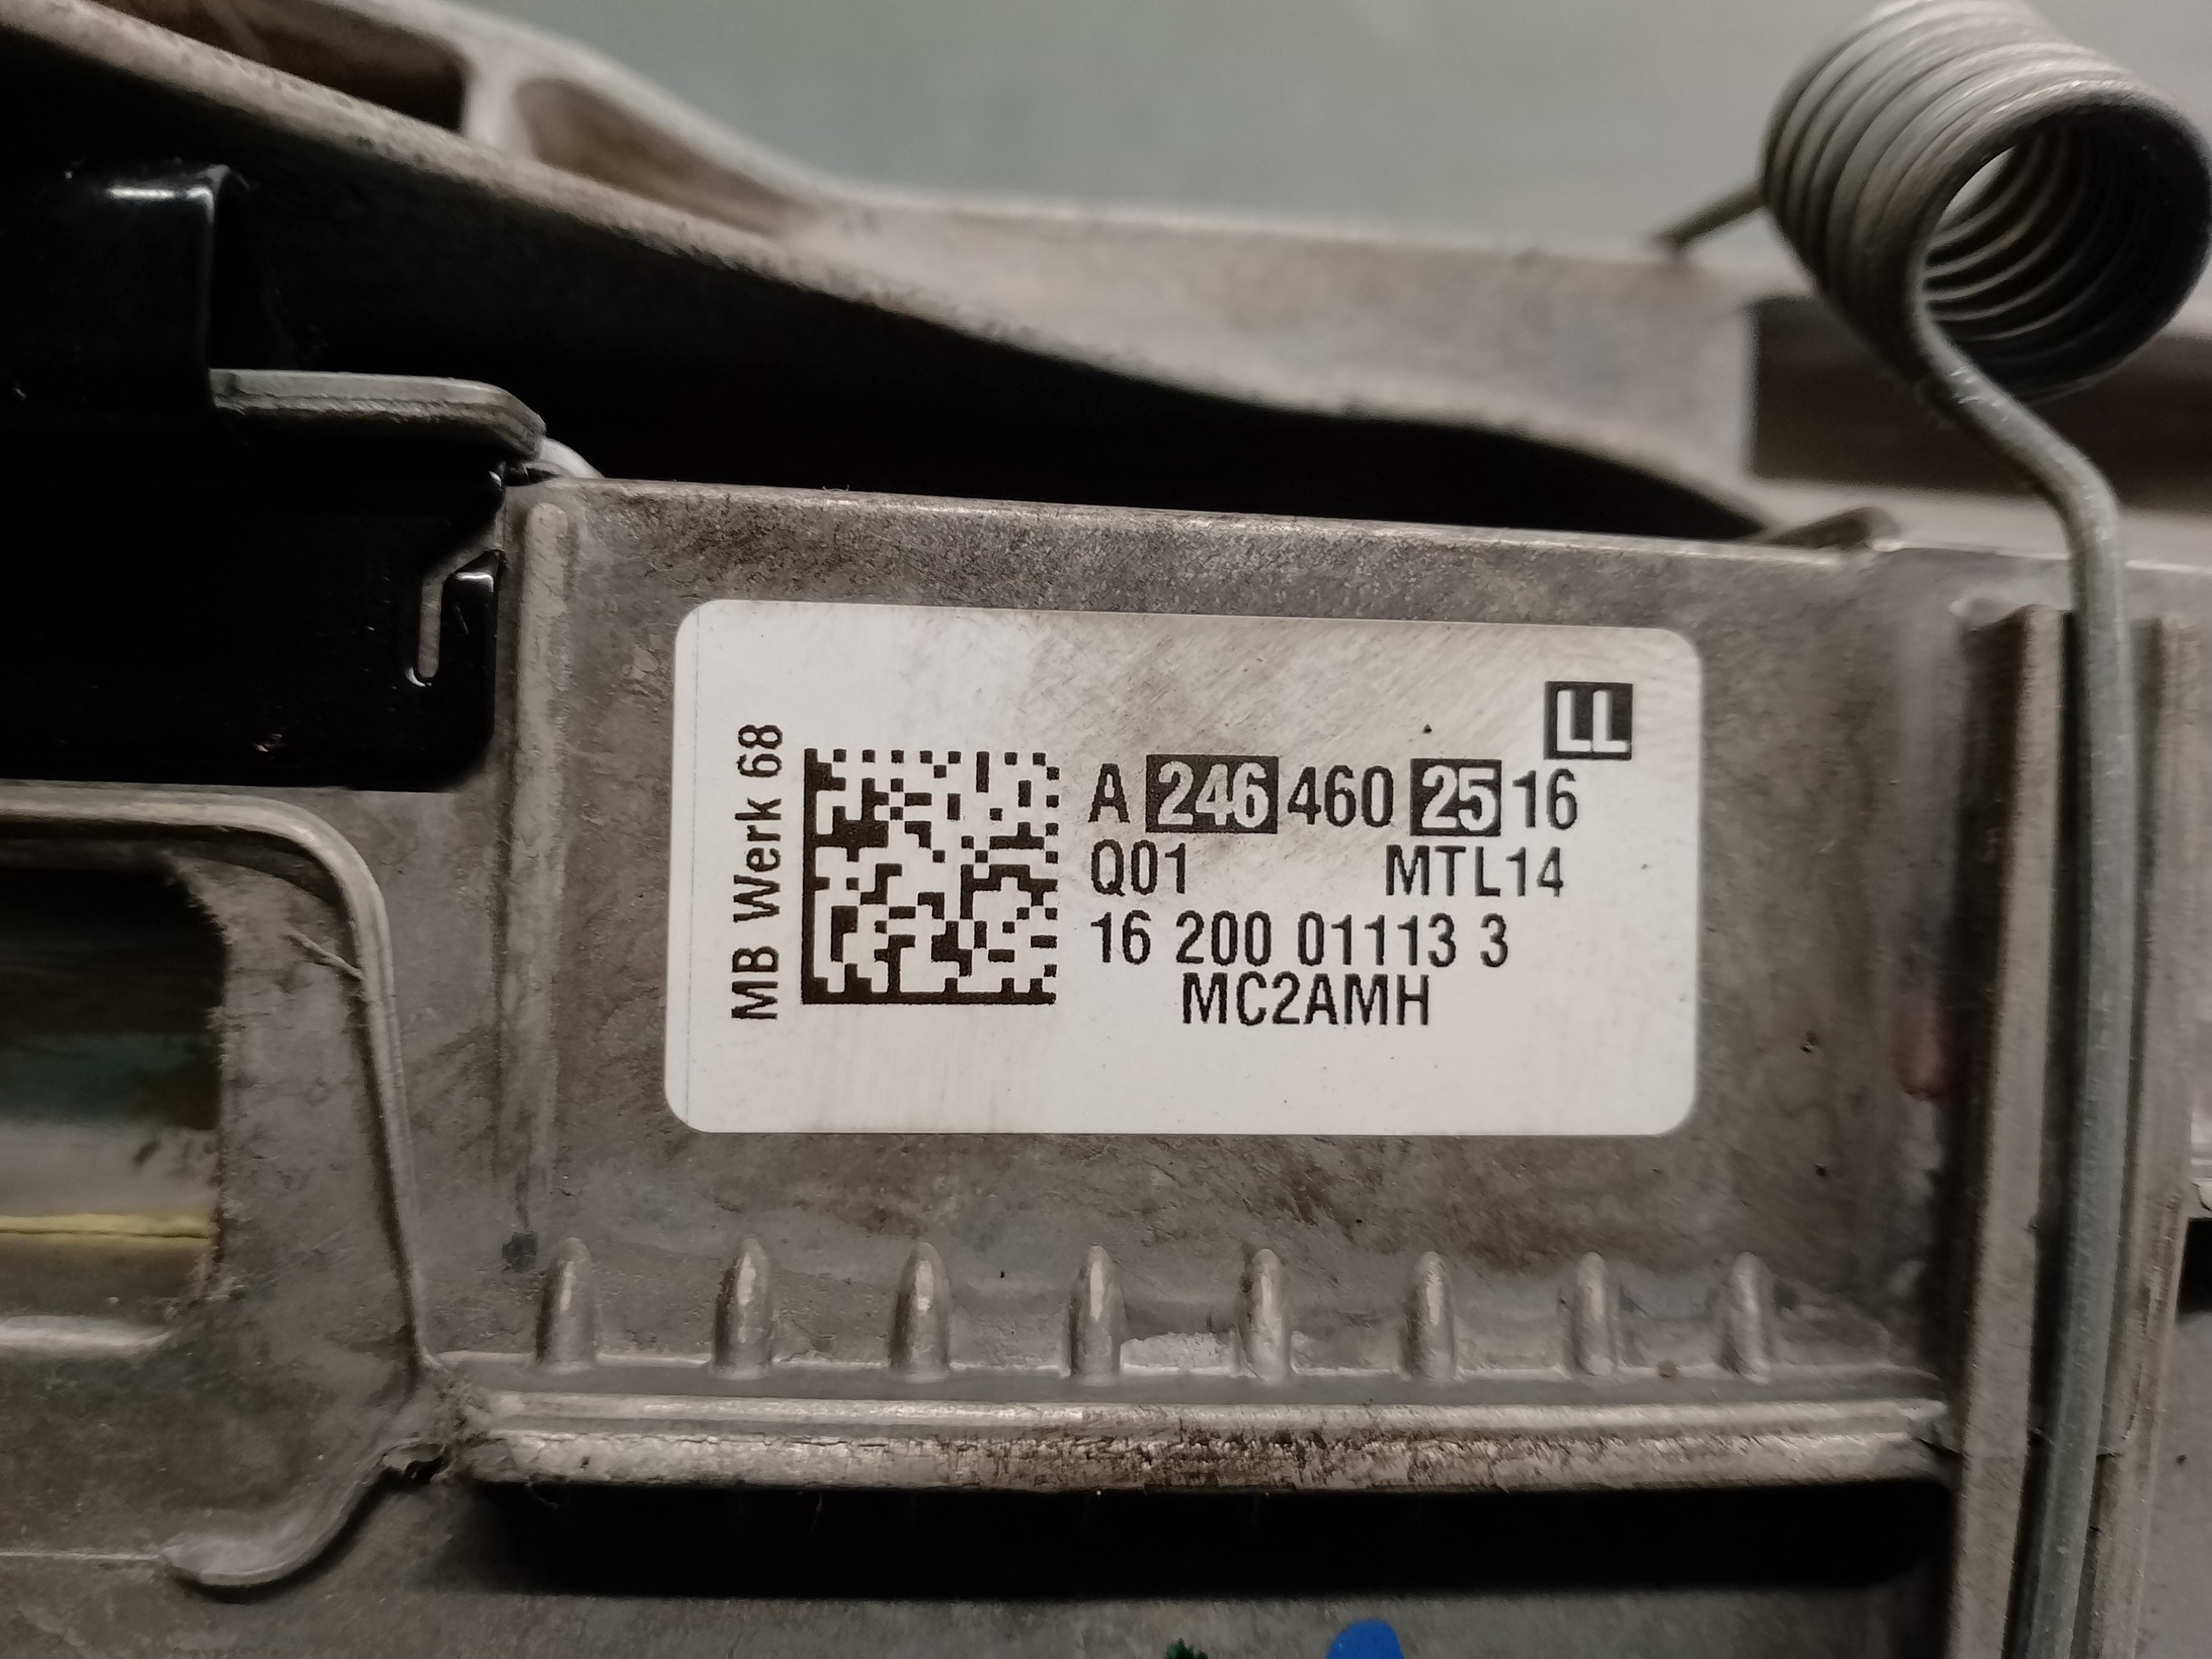 LL
MB Werk 68
A 246 460 25 16
Q01 MTL14
16 200 01113 3
MC2AMH